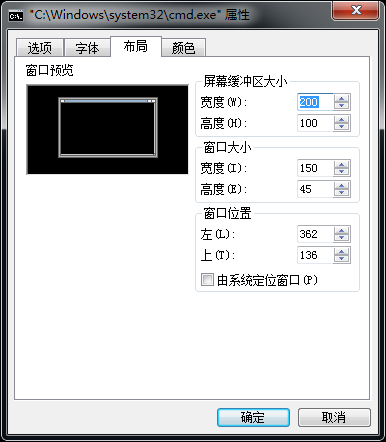 "C:\Windows\system32\cmd.exe" 属性
选项 字体 布局 颜色
窗口预览
屏幕缓冲区大小
宽度(W): 200
高度(H): 100
窗口大小
宽度(I): 150
高度(E): 45
窗口位置
左(L): 362
上(T): 136
由系统定位窗口(P)
确定 取消